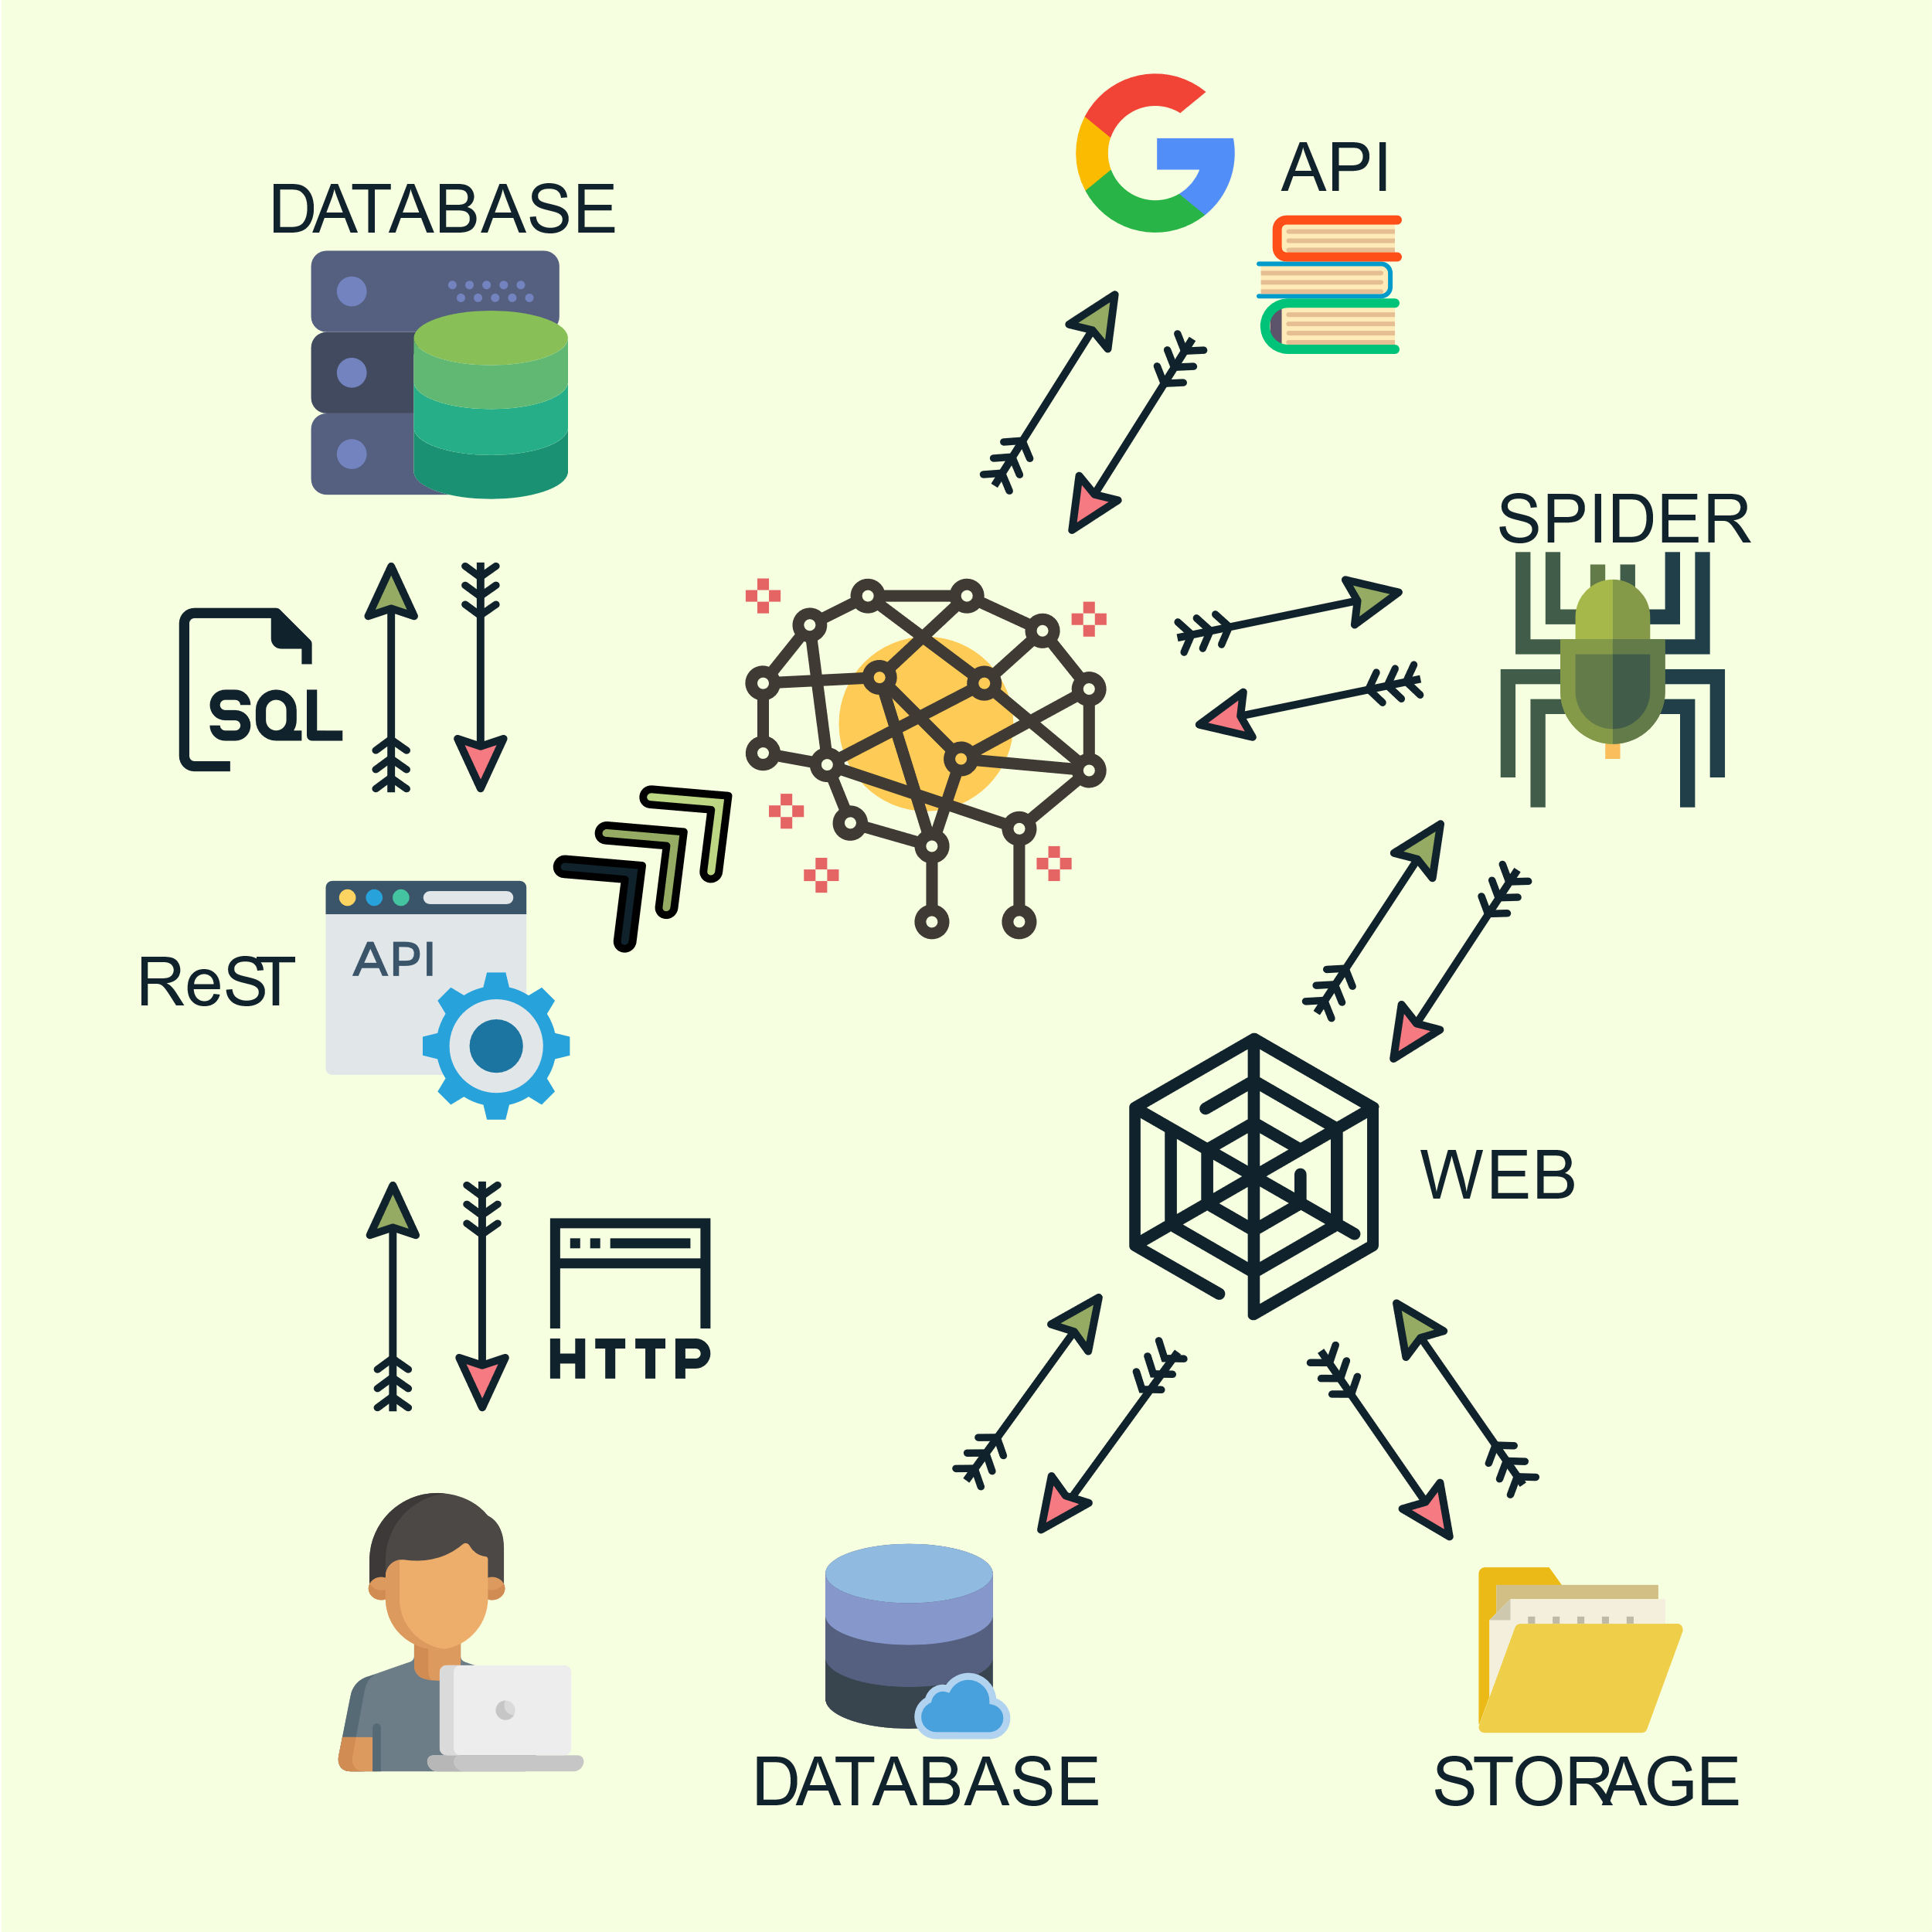 API
DATABASE
SPIDER
SQL
ReST
API
WEB
HTTP
DATABASE
STORAGE